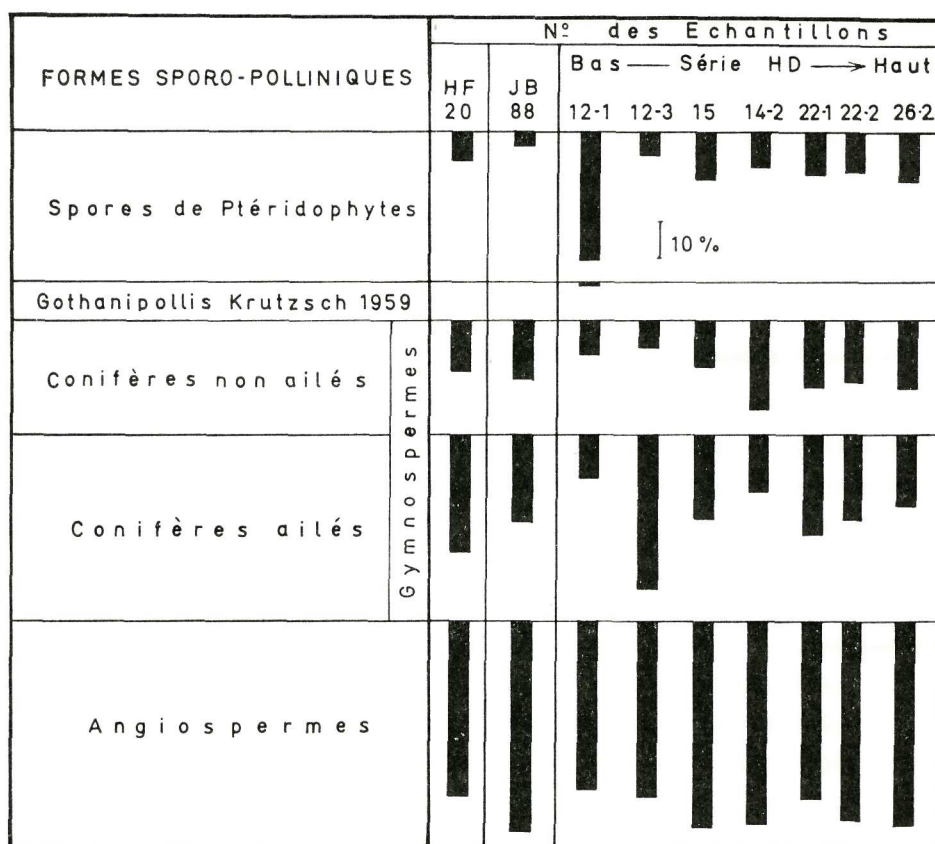 Nº des Echantillons
FORMES SPORO-POLLINIQUES
HF 20
JB 88
Bas — Série HD → Haut
12-1 12-3 15 14-2 22-1 22-2 26-2
Spores de Ptéridophytes
10 %
Gothanipollis Krutzsch 1959
Conifères non ailés
Gymnospermes
Conifères ailés
Angiospermes